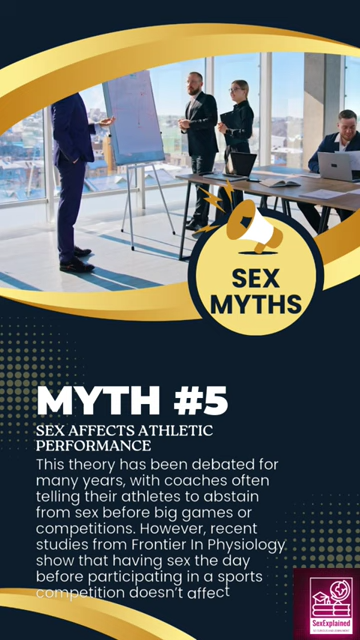 SEX
MYTHS
MYTH #5
SEX AFFECTS ATHLETIC
PERFORMANCE
This theory has been debated for
many years, with coaches often
telling their athletes to abstain
from sex before big games or
competitions. However, recent
studies from Frontier In Physiology
show that having sex the day
before participating in a sports
competition doesn't affect
SexExplained